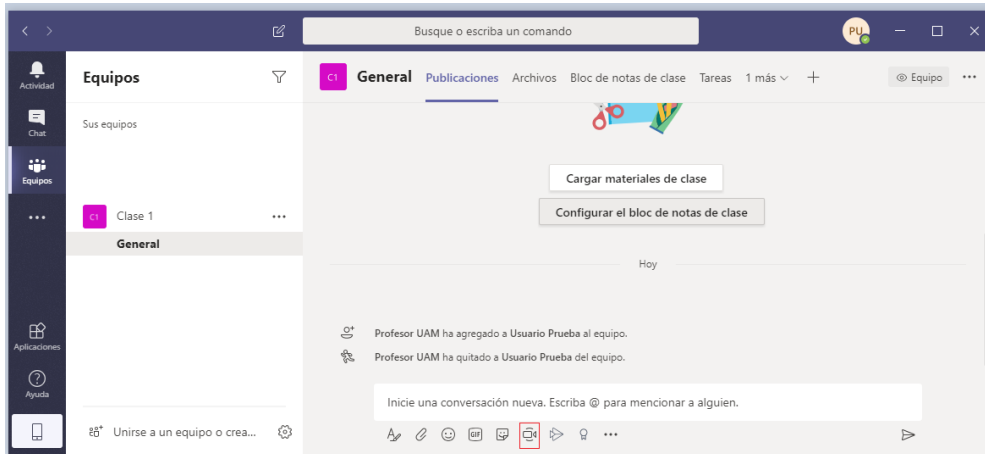 Busque o escriba un comando
PU
Actividad
Chat
Equipos
Aplicaciones
Ayuda
Equipos
Sus equipos
C1 Clase 1
General
Unirse a un equipo o crea...
C1 General Publicaciones Archivos Bloc de notas de clase Tareas 1 más
Equipo
Cargar materiales de clase
Configurar el bloc de notas de clase
Hoy
Profesor UAM ha agregado a Usuario Prueba al equipo.
Profesor UAM ha quitado a Usuario Prueba del equipo.
Inicie una conversación nueva. Escriba @ para mencionar a alguien.
GIF